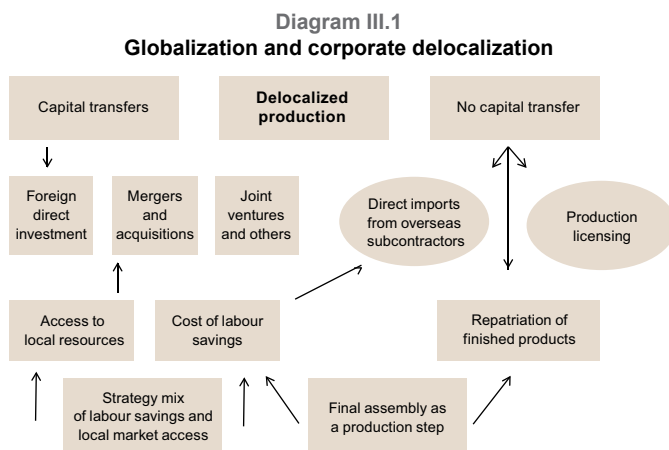 Diagram III.1
Globalization and corporate delocalization
Capital transfers
Delocalized
production
No capital transfer
Foreign
direct
investment
Mergers
and
acquisitions
Joint
ventures
and others
Direct imports
from overseas
subcontractors
Production
licensing
Access to
local resources
Cost of labour
savings
Repatriation of
finished products
Strategy mix
of labour savings and
local market access
Final assembly as
a production step